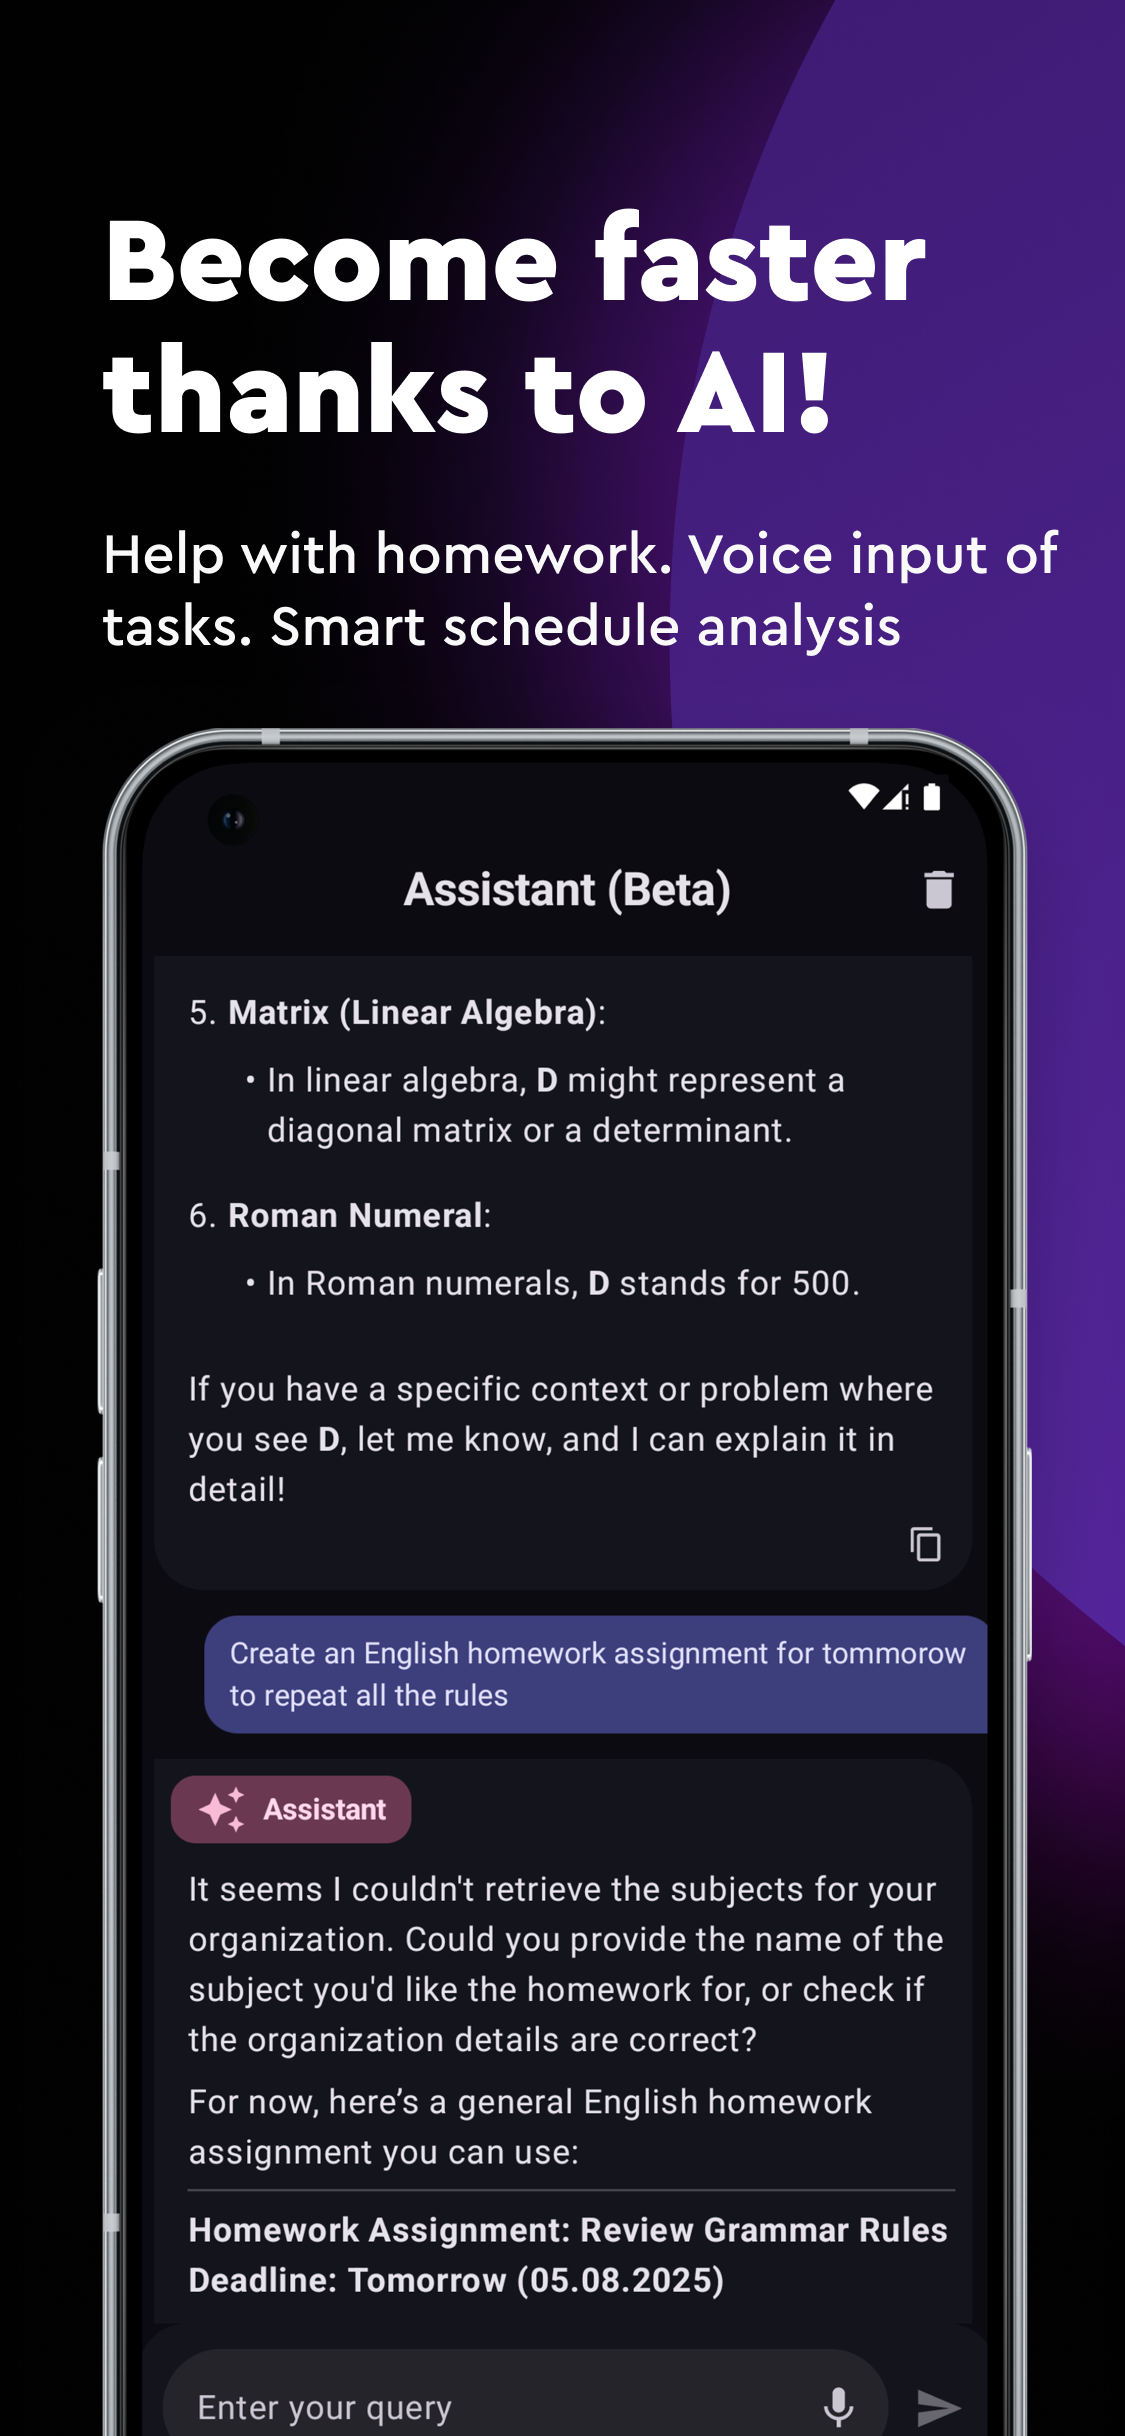 Become faster
thanks to AI!
Help with homework. Voice input of
tasks. Smart schedule analysis
Assistant (Beta)
5. Matrix (Linear Algebra):
• In linear algebra, D might represent a
diagonal matrix or a determinant.
6. Roman Numeral:
• In Roman numerals, D stands for 500.
If you have a specific context or problem where
you see D, let me know, and I can explain it in
detail!
Create an English homework assignment for tommorow
to repeat all the rules
Assistant
It seems I couldn't retrieve the subjects for your
organization. Could you provide the name of the
subject you'd like the homework for, or check if
the organization details are correct?
For now, here’s a general English homework
assignment you can use:
Homework Assignment: Review Grammar Rules
Deadline: Tomorrow (05.08.2025)
Enter your query